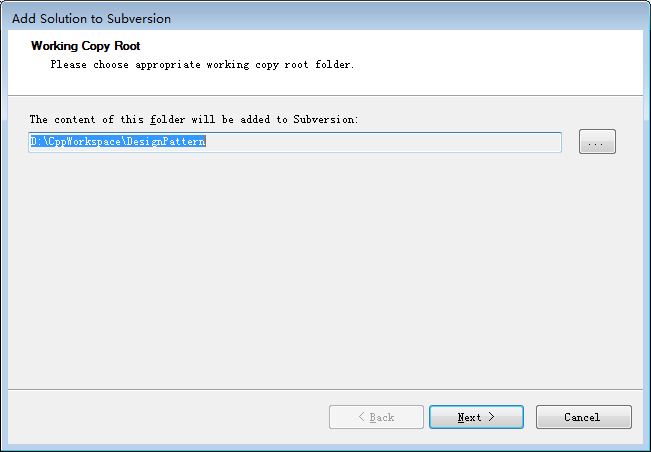 Add Solution to Subversion
Working Copy Root
Please choose appropriate working copy root folder.
The content of this folder will be added to Subversion:
D:\CppWorkspace\DesignPattern
...
< Back
Next >
Cancel